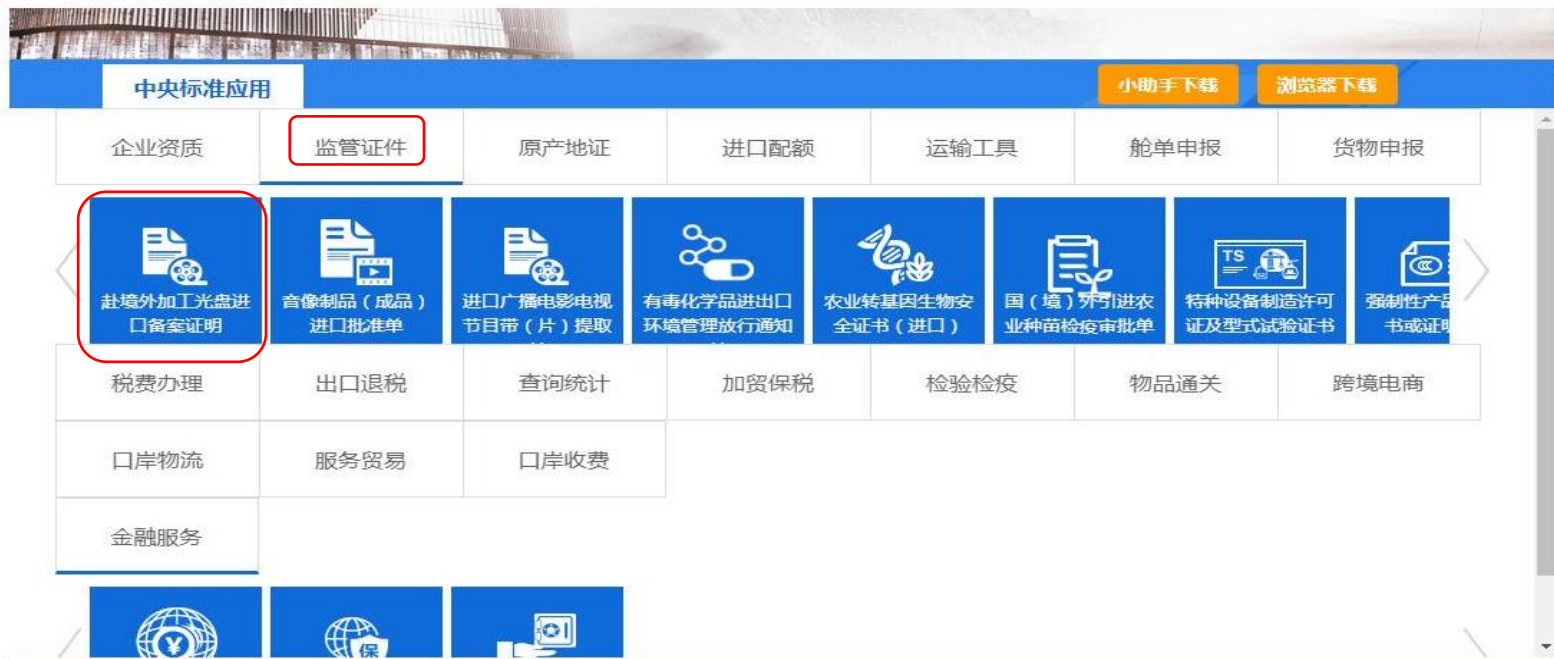 中央标准应用
小助手下载
浏览器下载
企业资质
监管证件
原产地证
进口配额
运输工具
舱单申报
货物申报
赴境外加工光盘进
口备案证明
音像制品（成品）
进口批准单
进口广播电影电视
节目带（片）提取
有毒化学品进出口
环境管理放行通知
农业转基因生物安
全证书（进口）
国（境）外引进农
业种苗检疫审批单
TS
特种设备制造许可
证及型式试验证书
CCC
强制性产品
书或证明
税费办理
出口退税
查询统计
加贸保税
检验检疫
物品通关
跨境电商
口岸物流
服务贸易
口岸收费
金融服务
¥
保